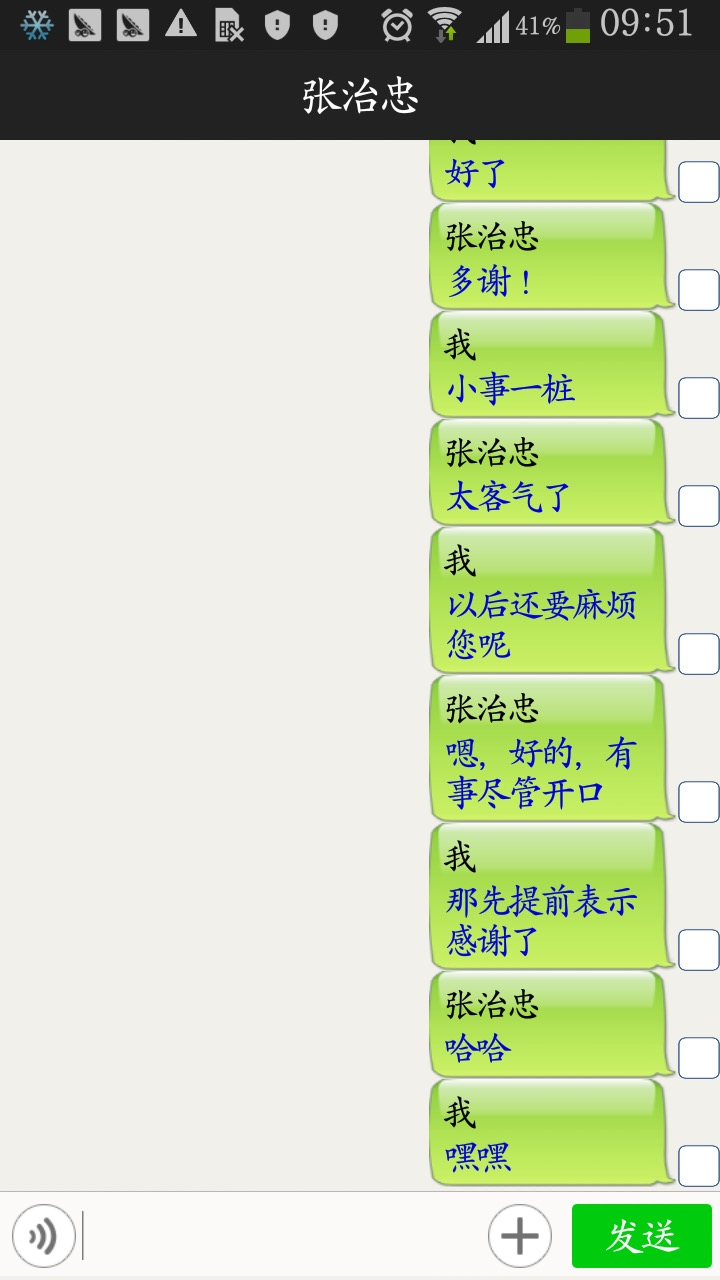 41% 09:51
张治忠
我
好了
张治忠
多谢！
我
小事一桩
张治忠
太客气了
我
以后还要麻烦
您呢
张治忠
嗯，好的，有
事尽管开口
我
那先提前表示
感谢了
张治忠
哈哈
我
嘿嘿
发送